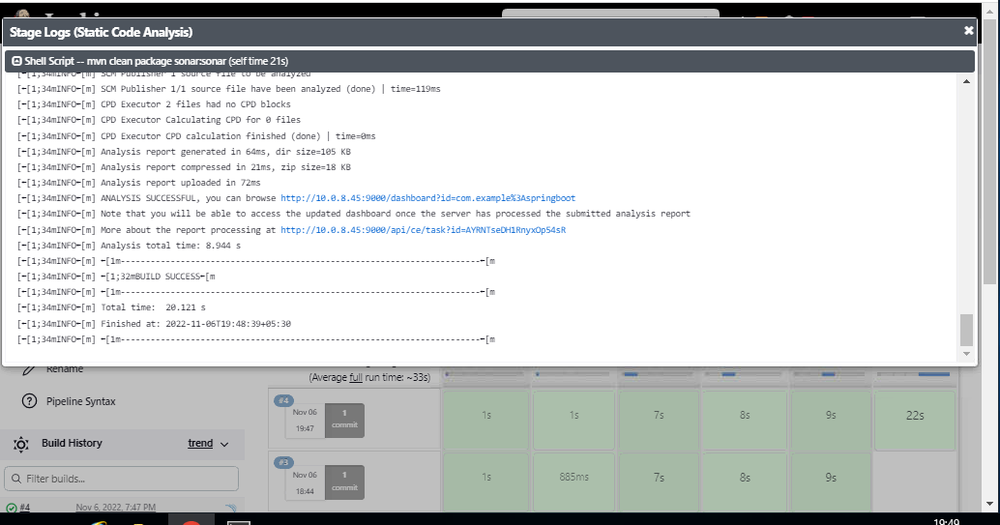 Stage Logs (Static Code Analysis)
Shell Script -- mvn clean package sonar:sonar (self time 21s)
[←[1;34mINFO←[m] SCM Publisher 1 source file to be analyzed
[←[1;34mINFO←[m] SCM Publisher 1/1 source file have been analyzed (done) | time=119ms
[←[1;34mINFO←[m] CPD Executor 2 files had no CPD blocks
[←[1;34mINFO←[m] CPD Executor Calculating CPD for 0 files
[←[1;34mINFO←[m] CPD Executor CPD calculation finished (done) | time=0ms
[←[1;34mINFO←[m] Analysis report generated in 64ms, dir size=105 KB
[←[1;34mINFO←[m] Analysis report compressed in 21ms, zip size=18 KB
[←[1;34mINFO←[m] Analysis report uploaded in 72ms
[←[1;34mINFO←[m] ANALYSIS SUCCESSFUL, you can browse http://10.0.8.45:9000/dashboard?id=com.example%3Aspringboot
[←[1;34mINFO←[m] Note that you will be able to access the updated dashboard once the server has processed the submitted analysis report
[←[1;34mINFO←[m] More about the report processing at http://10.0.8.45:9000/api/ce/task?id=AYRNTseDH1RnyxOp54sR
[←[1;34mINFO←[m] Analysis total time: 8.944 s
[←[1;34mINFO←[m] ←[1m------------------------------------------------------------------------←[m
[←[1;34mINFO←[m] ←[1;32mBUILD SUCCESS←[m
[←[1;34mINFO←[m] ←[1m------------------------------------------------------------------------←[m
[←[1;34mINFO←[m] Total time:  20.121 s
[←[1;34mINFO←[m] Finished at: 2022-11-06T19:48:39+05:30
[←[1;34mINFO←[m] ←[1m------------------------------------------------------------------------←[m
Rename
(Average full run time: ~33s)
Pipeline Syntax
#4
Nov 06
19:47
1
commit
1s
1s
7s
8s
9s
22s
Build History
trend
#3
Nov 06
18:44
1
commit
1s
885ms
7s
8s
9s
Filter builds...
#4
Nov 6, 2022, 7:47 PM
19:49